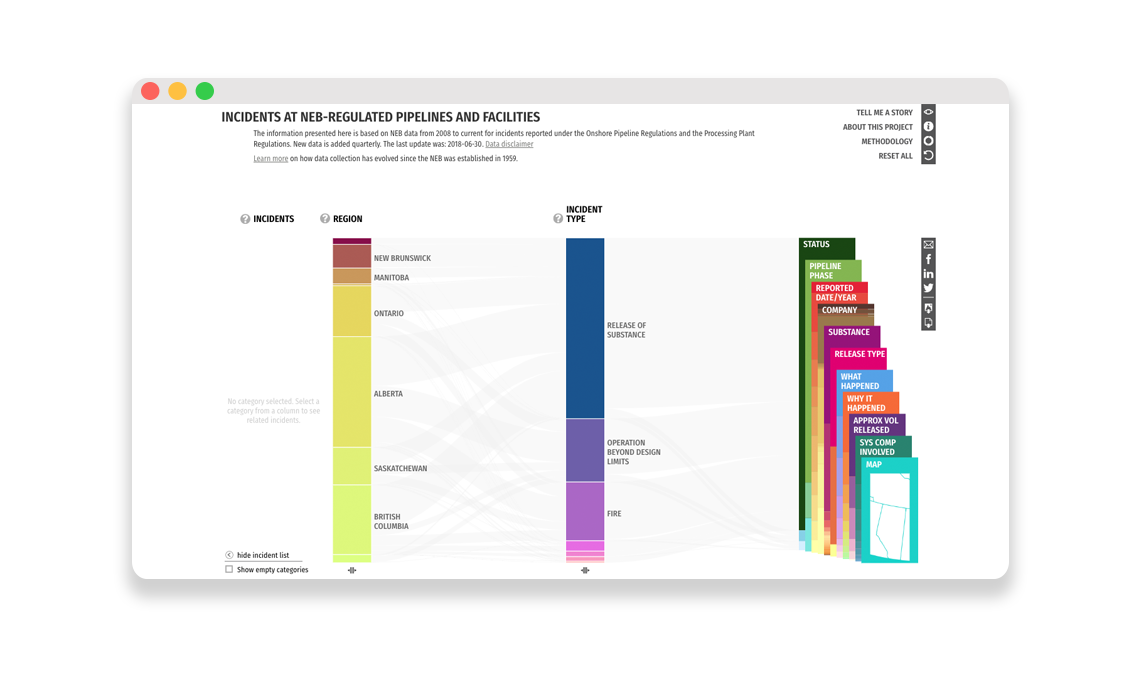 INCIDENTS AT NEB-REGULATED PIPELINES AND FACILITIES
The information presented here is based on NEB data from 2008 to current for incidents reported under the Onshore Pipeline Regulations and the Processing Plant
Regulations. New data is added quarterly. The last update was: 2018-06-30. Data disclaimer
Learn more on how data collection has evolved since the NEB was established in 1959.
TELL ME A STORY
ABOUT THIS PROJECT
METHODOLOGY
RESET ALL
? INCIDENTS
? REGION
? INCIDENT
TYPE
NEW BRUNSWICK
MANITOBA
ONTARIO
ALBERTA
SASKATCHEWAN
BRITISH
COLUMBIA
No category selected. Select a
category from a column to see
related incidents.
hide incident list
Show empty categories
RELEASE OF
SUBSTANCE
OPERATION
BEYOND DESIGN
LIMITS
FIRE
STATUS
PIPELINE
PHASE
REPORTED
DATE/YEAR
COMPANY
SUBSTANCE
RELEASE TYPE
WHAT
HAPPENED
WHY IT
HAPPENED
APPROX VOL
RELEASED
SYS COMP
INVOLVED
MAP